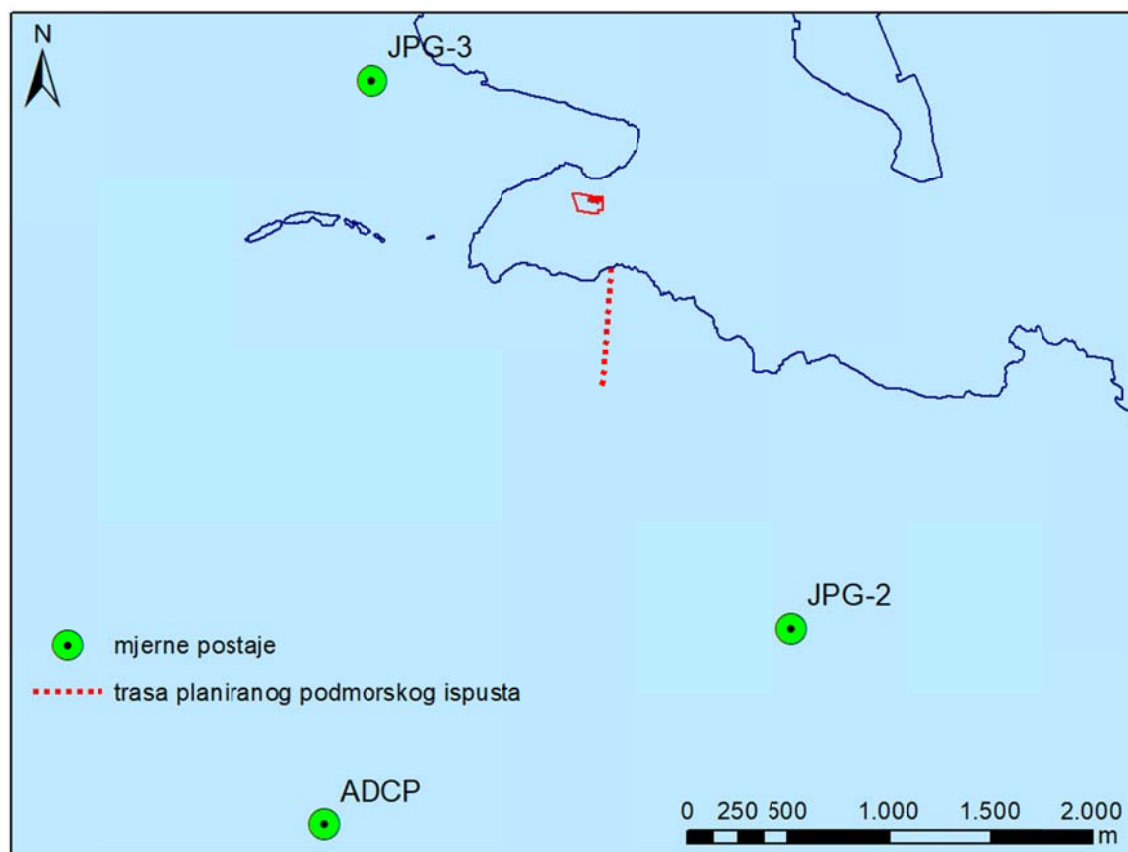 N
JPG-3
JPG-2
mjerne postaje
trasa planiranog podmorskog ispusta
ADCP
0 250 500 1.000 1.500 2.000
m